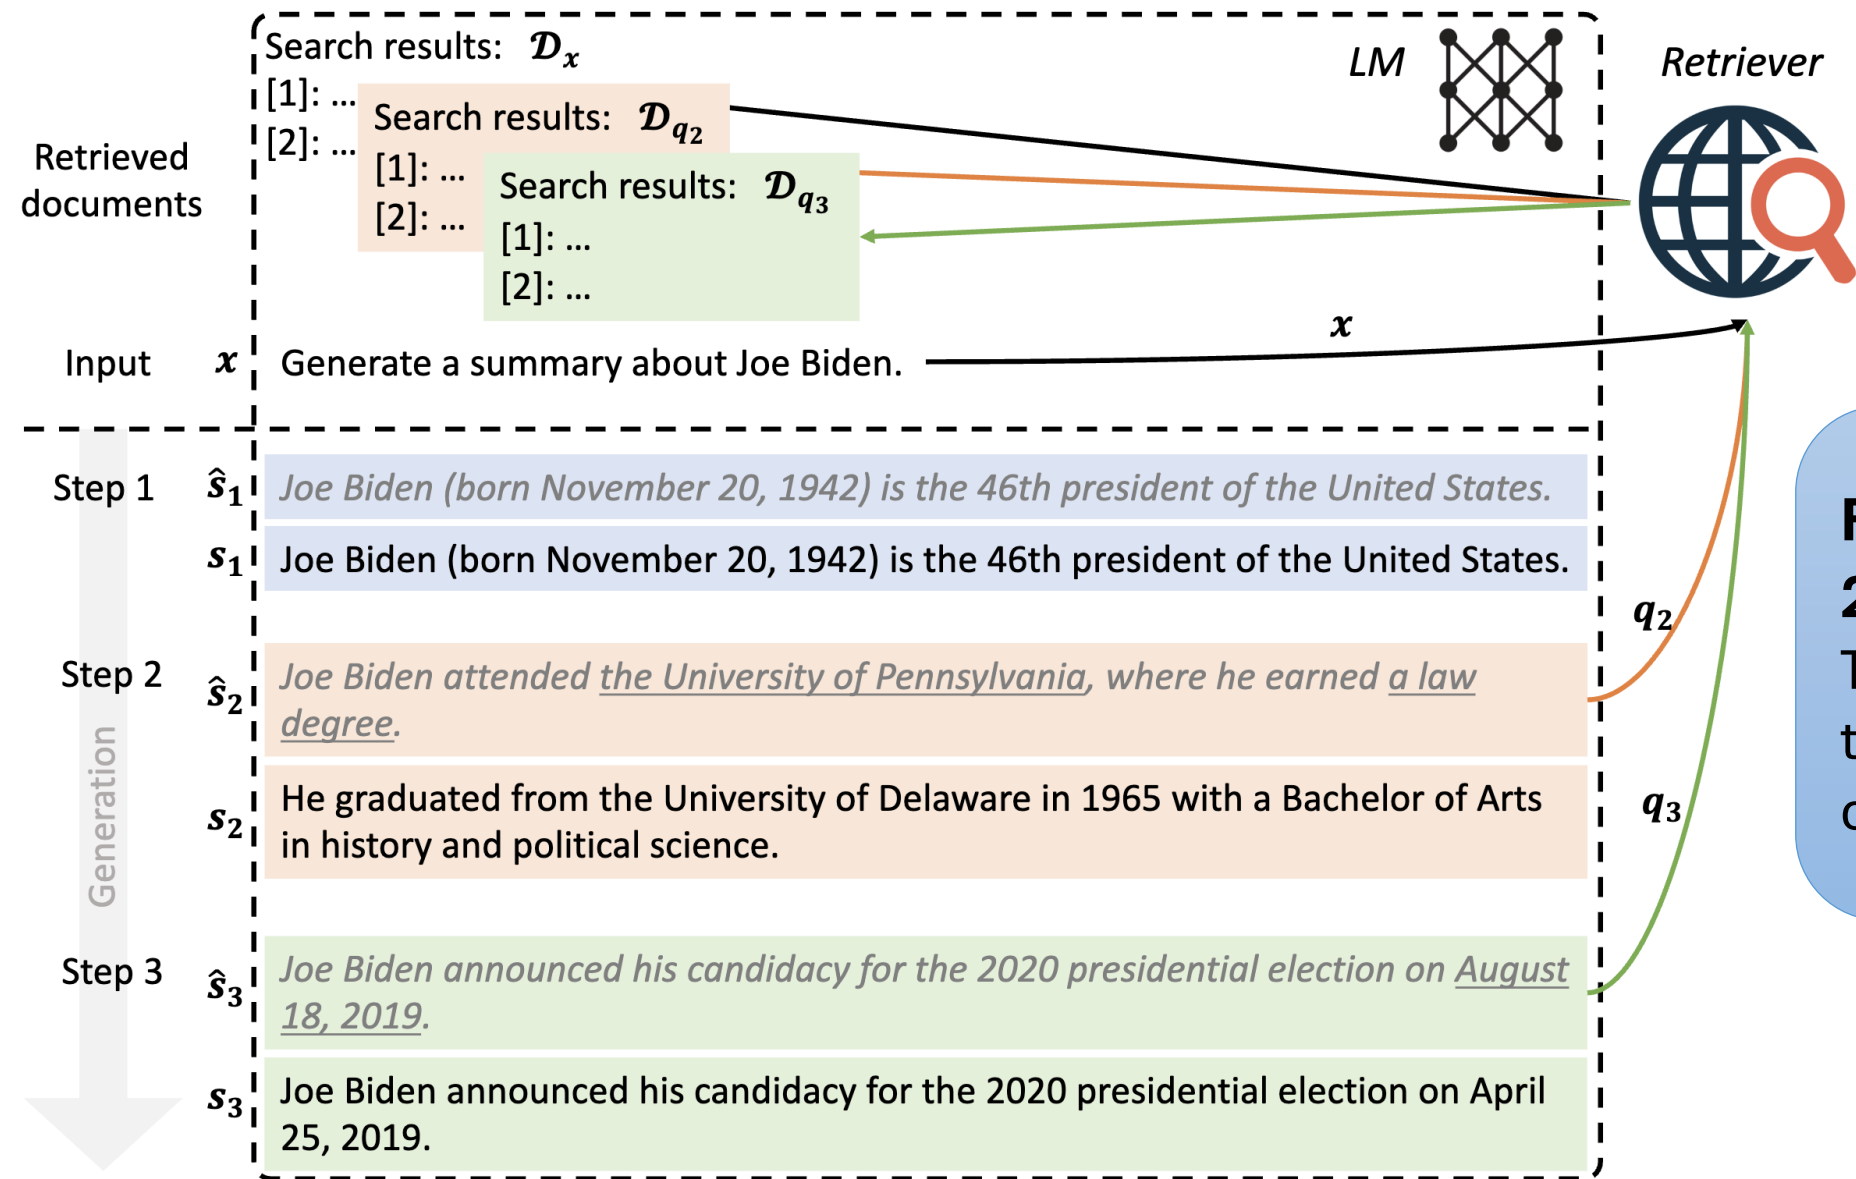 Search results: 𝒟x
[1]: ...
[2]: ...
Search results: 𝒟q2
[1]: ...
[2]: ...
Search results: 𝒟q3
[1]: ...
[2]: ...
LM
Retriever
Retrieved
documents
x
Input x Generate a summary about Joe Biden.
Step 1 ŝ1 Joe Biden (born November 20, 1942) is the 46th president of the United States.
s1 Joe Biden (born November 20, 1942) is the 46th president of the United States.
q2
Step 2 ŝ2 Joe Biden attended the University of Pennsylvania, where he earned a law
degree.
Generation
s2 He graduated from the University of Delaware in 1965 with a Bachelor of Arts
in history and political science.
q3
Step 3 ŝ3 Joe Biden announced his candidacy for the 2020 presidential election on August
18, 2019.
s3 Joe Biden announced his candidacy for the 2020 presidential election on April
25, 2019.